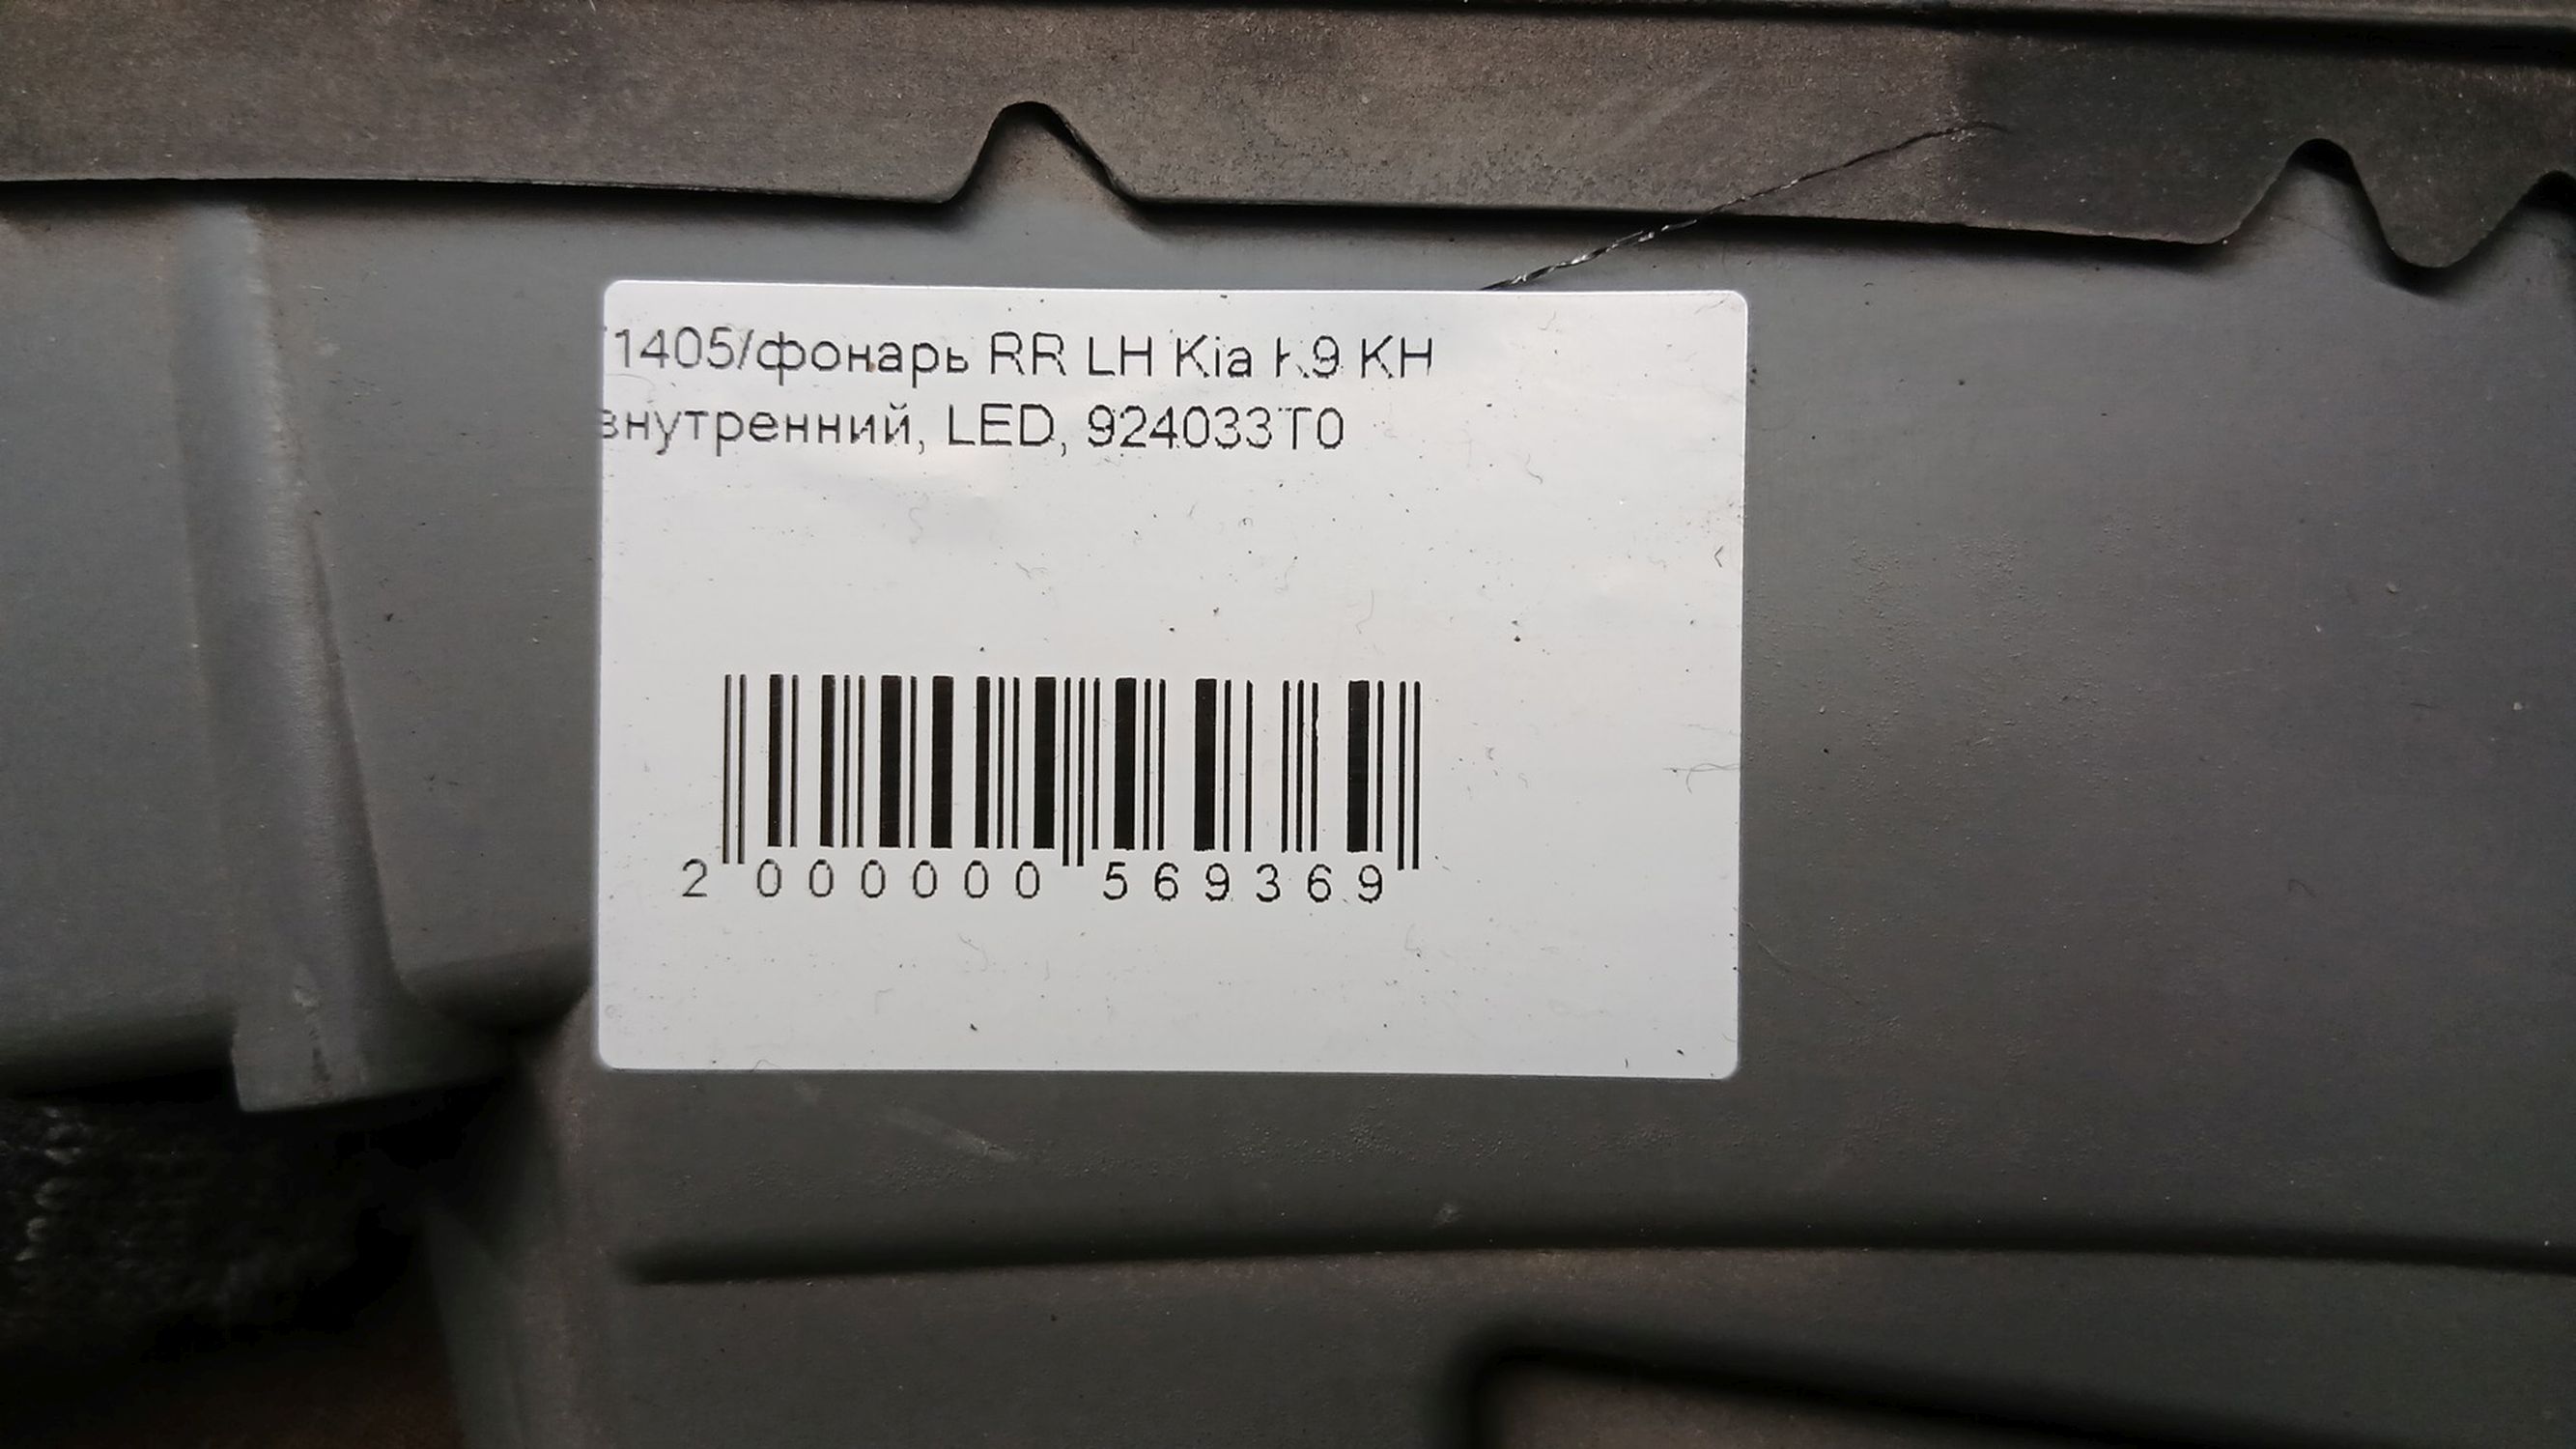 1405/фонарь RR LH Kia K9 KH
внутренний, LED, 924033T0
2 000000 569369